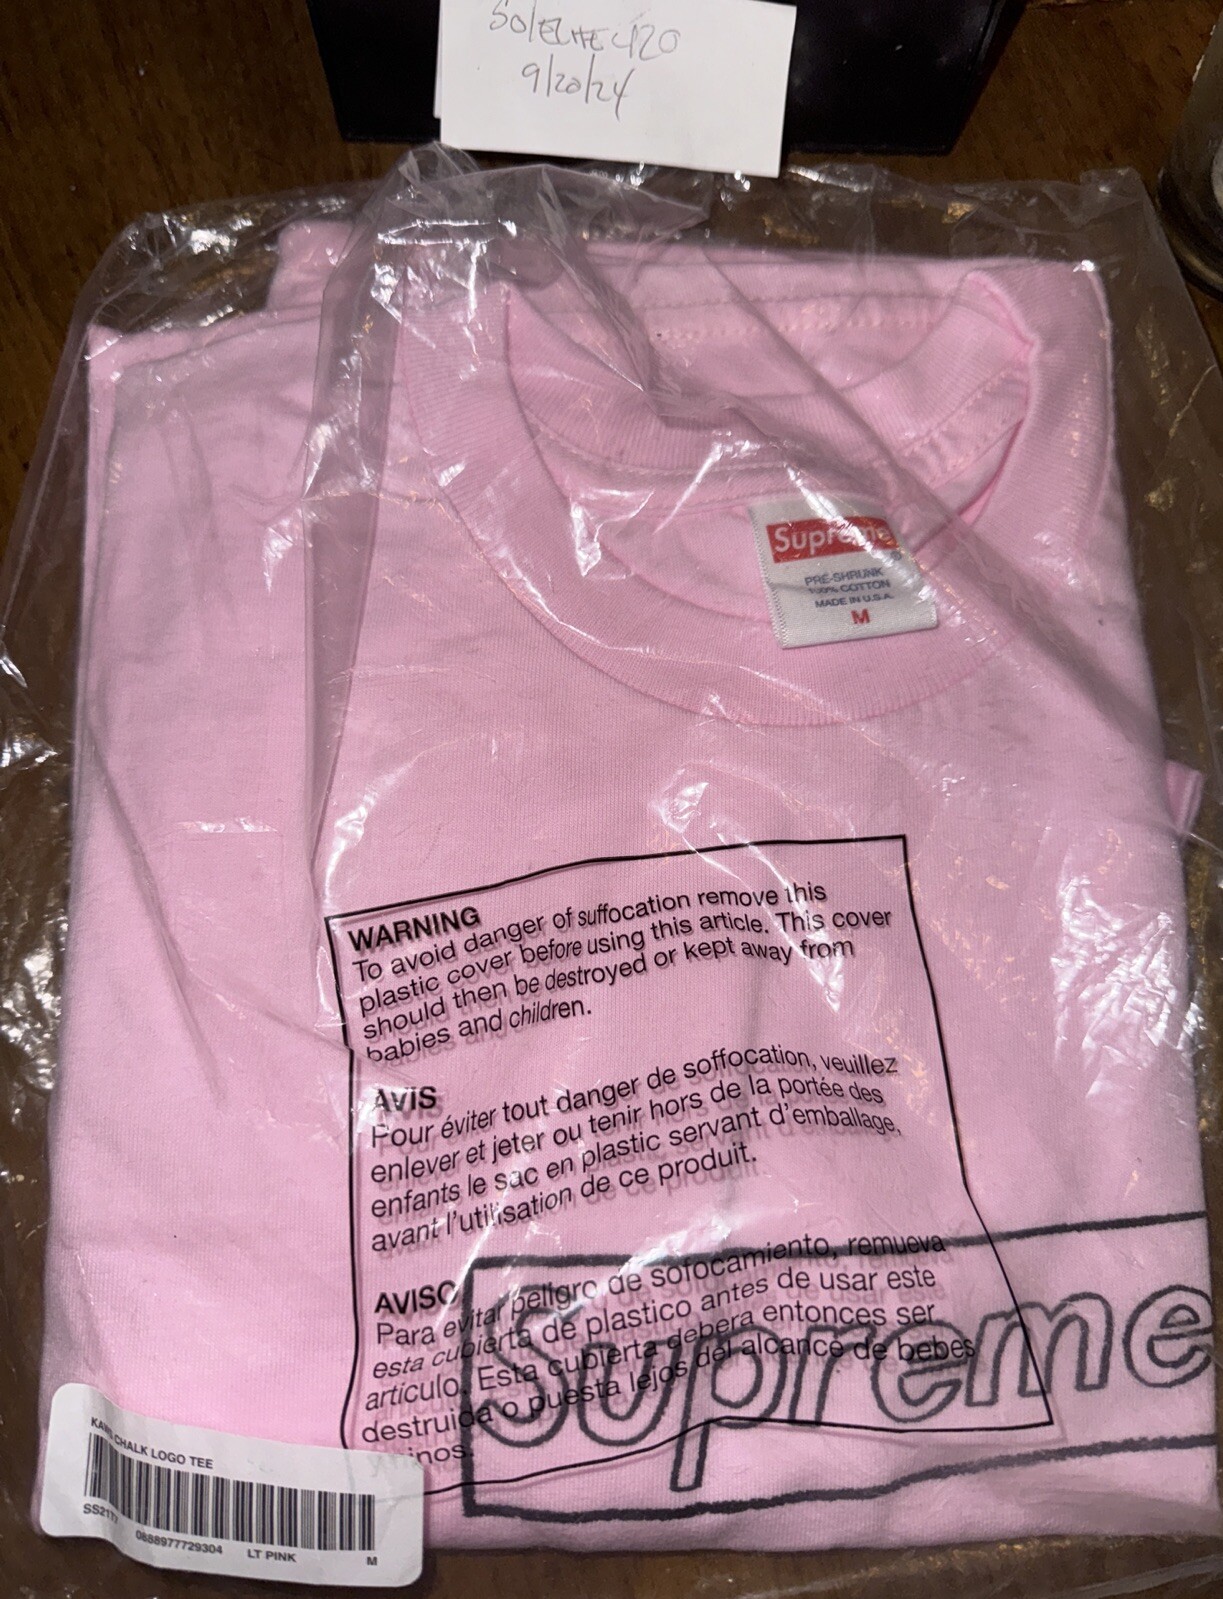 9/20/24
Supreme
PRE-SHRUNK
100% COTTON
MADE IN U.S.A.
M
WARNING
To avoid danger of suffocation remove this
plastic cover before using this article. This cover
should then be destroyed or kept away from
babies and children.
AVIS
Pour éviter tout danger de soffocation, veuillez
enlever et jeter ou tenir hors de la portée des
enfants le sac en plastic servant d'emballage,
avant l'utilisation de ce produit.
AVISO
Para evitar peligro de sofocamiento, remueva
esta cubierta de plastico antes de usar este
articulo. Esta cubierta debera entonces ser
destruida o puesta lejos del alcance de bebes
Supreme
CHALK LOGO TEE
0888977729304 LT PINK M